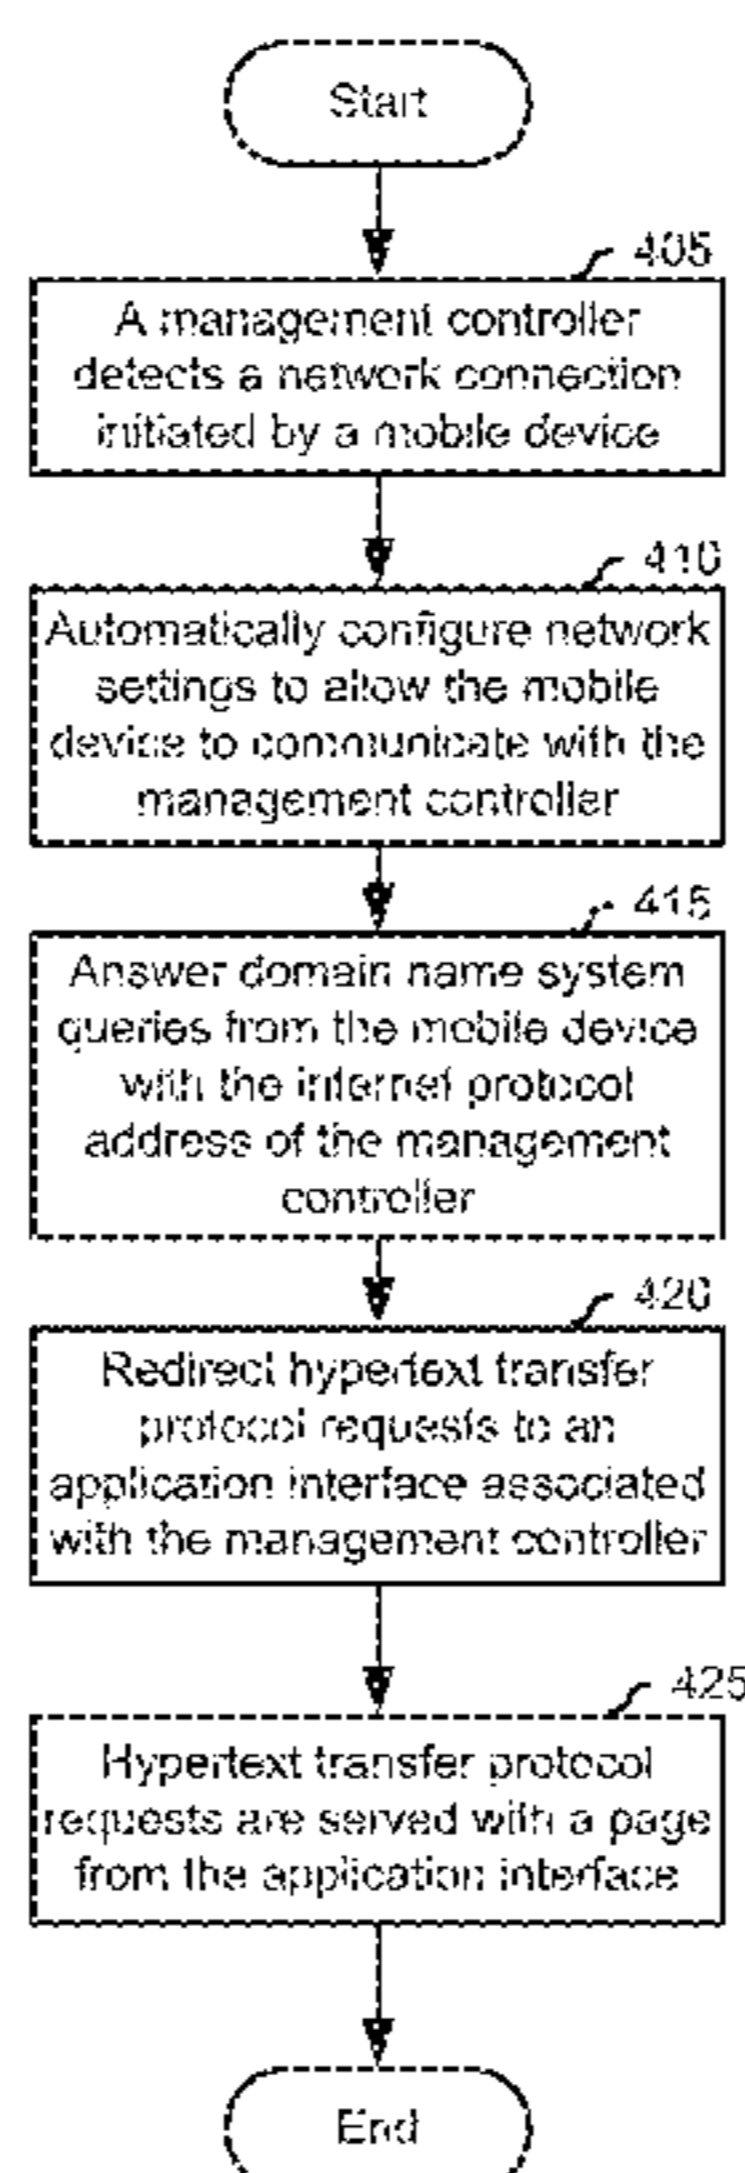 Start
405
A management controller
detects a network connection
initiated by a mobile device
410
Automatically configure network
settings to allow the mobile
device to communicate with the
management controller
415
Answer domain name system
queries from the mobile device
with the internet protocol
address of the management
controller
420
Redirect hypertext transfer
protocol requests to an
application interface associated
with the management controller
425
Hypertext transfer protocol
requests are served with a page
from the application interface
End